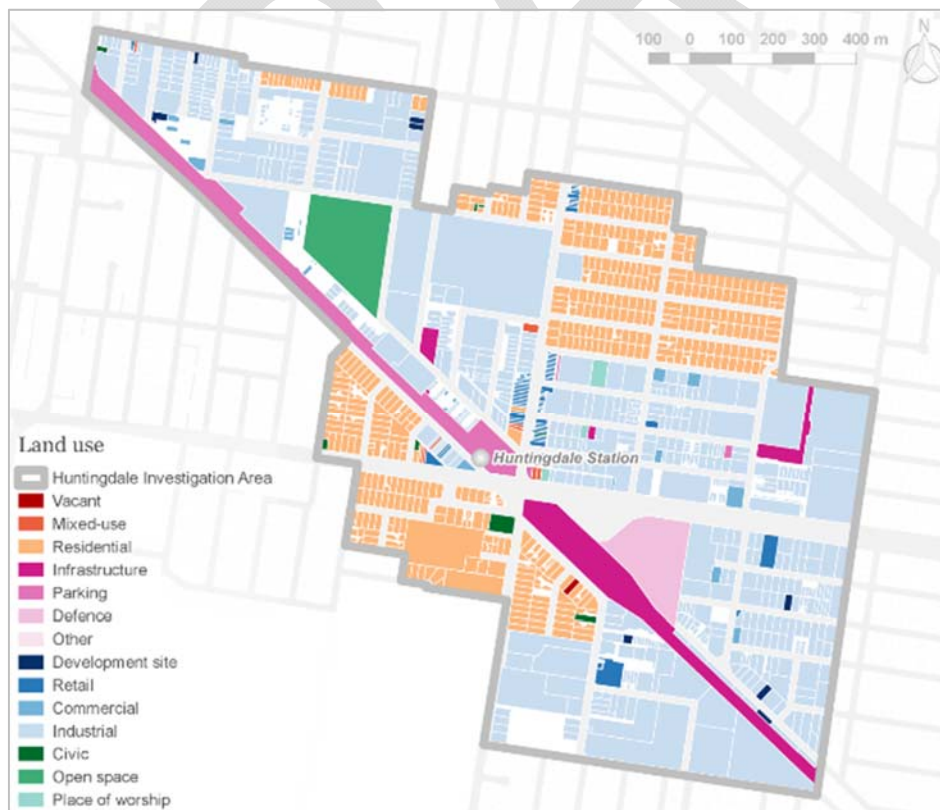 N
100 0 100 200 300 400 m
Huntingdale Station
Land use
Huntingdale Investigation Area
Vacant
Mixed-use
Residential
Infrastructure
Parking
Defence
Other
Development site
Retail
Commercial
Industrial
Civic
Open space
Place of worship